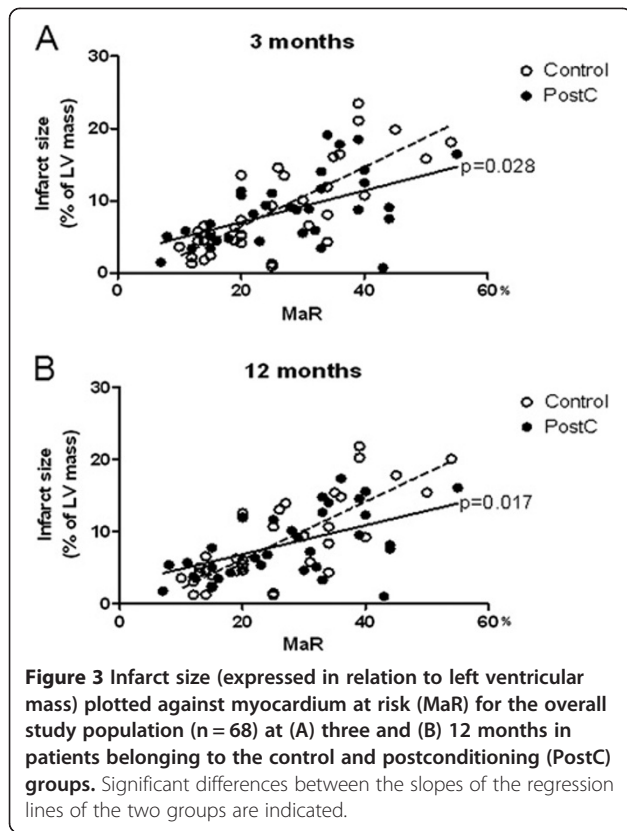 A
3 months
30
20
10
0
Infarct size
(% of LV mass)
Control
PostC
p=0.028
0 20 40 60%
MaR
B
12 months
30
20
10
0
Infarct size
(% of LV mass)
Control
PostC
p=0.017
0 20 40 60%
MaR
Figure 3 Infarct size (expressed in relation to left ventricular
mass) plotted against myocardium at risk (MaR) for the overall
study population (n = 68) at (A) three and (B) 12 months in
patients belonging to the control and postconditioning (PostC)
groups. Significant differences between the slopes of the regression
lines of the two groups are indicated.